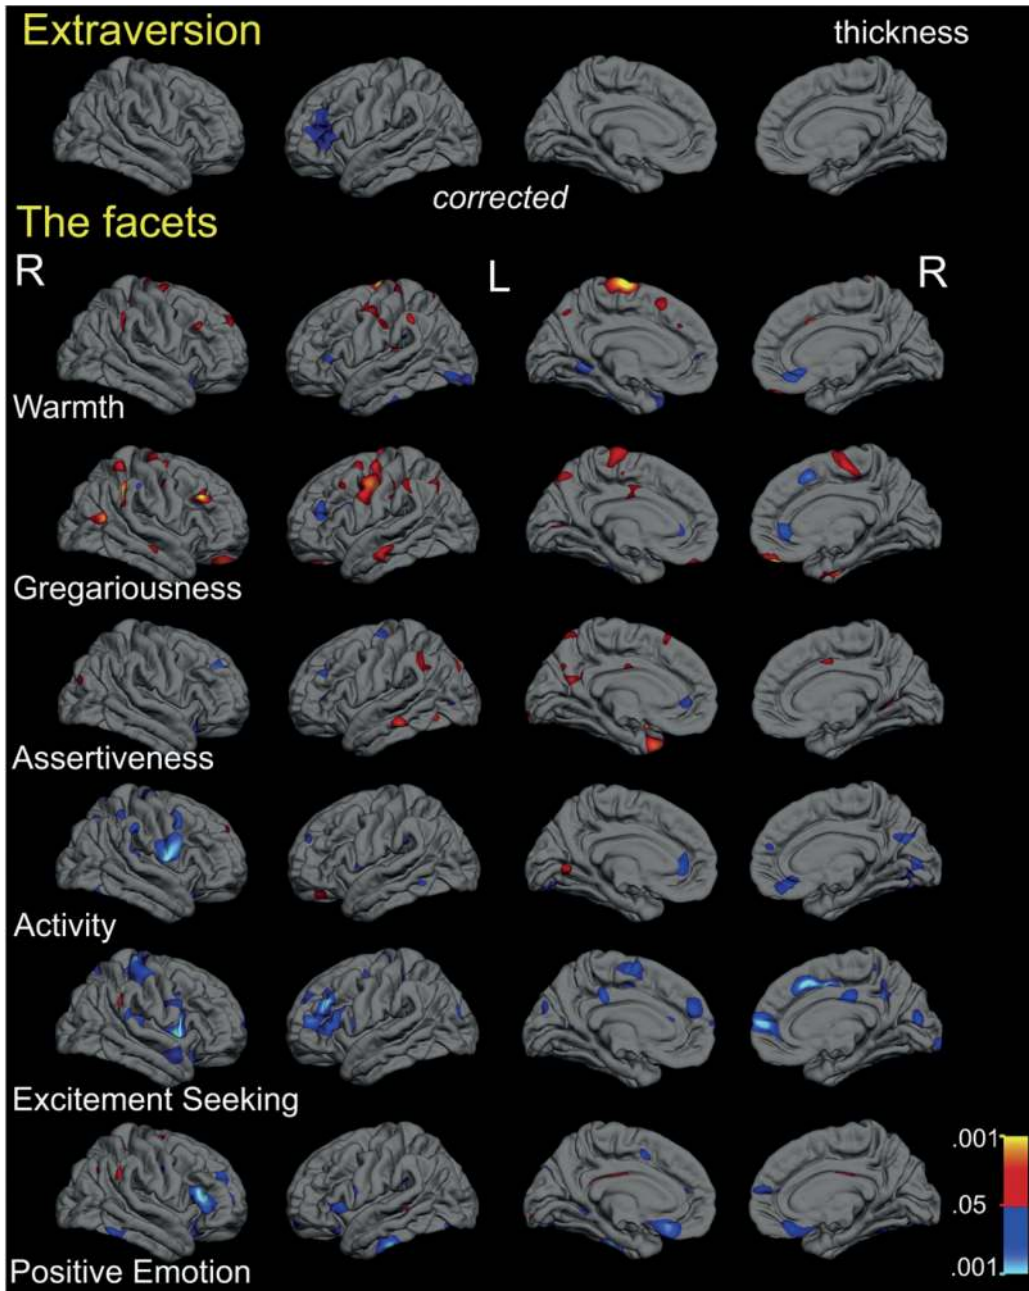 Extraversion
thickness
corrected
The facets
R
L
R
Warmth
Gregariousness
Assertiveness
Activity
Excitement Seeking
.001
.05
.001
Positive Emotion